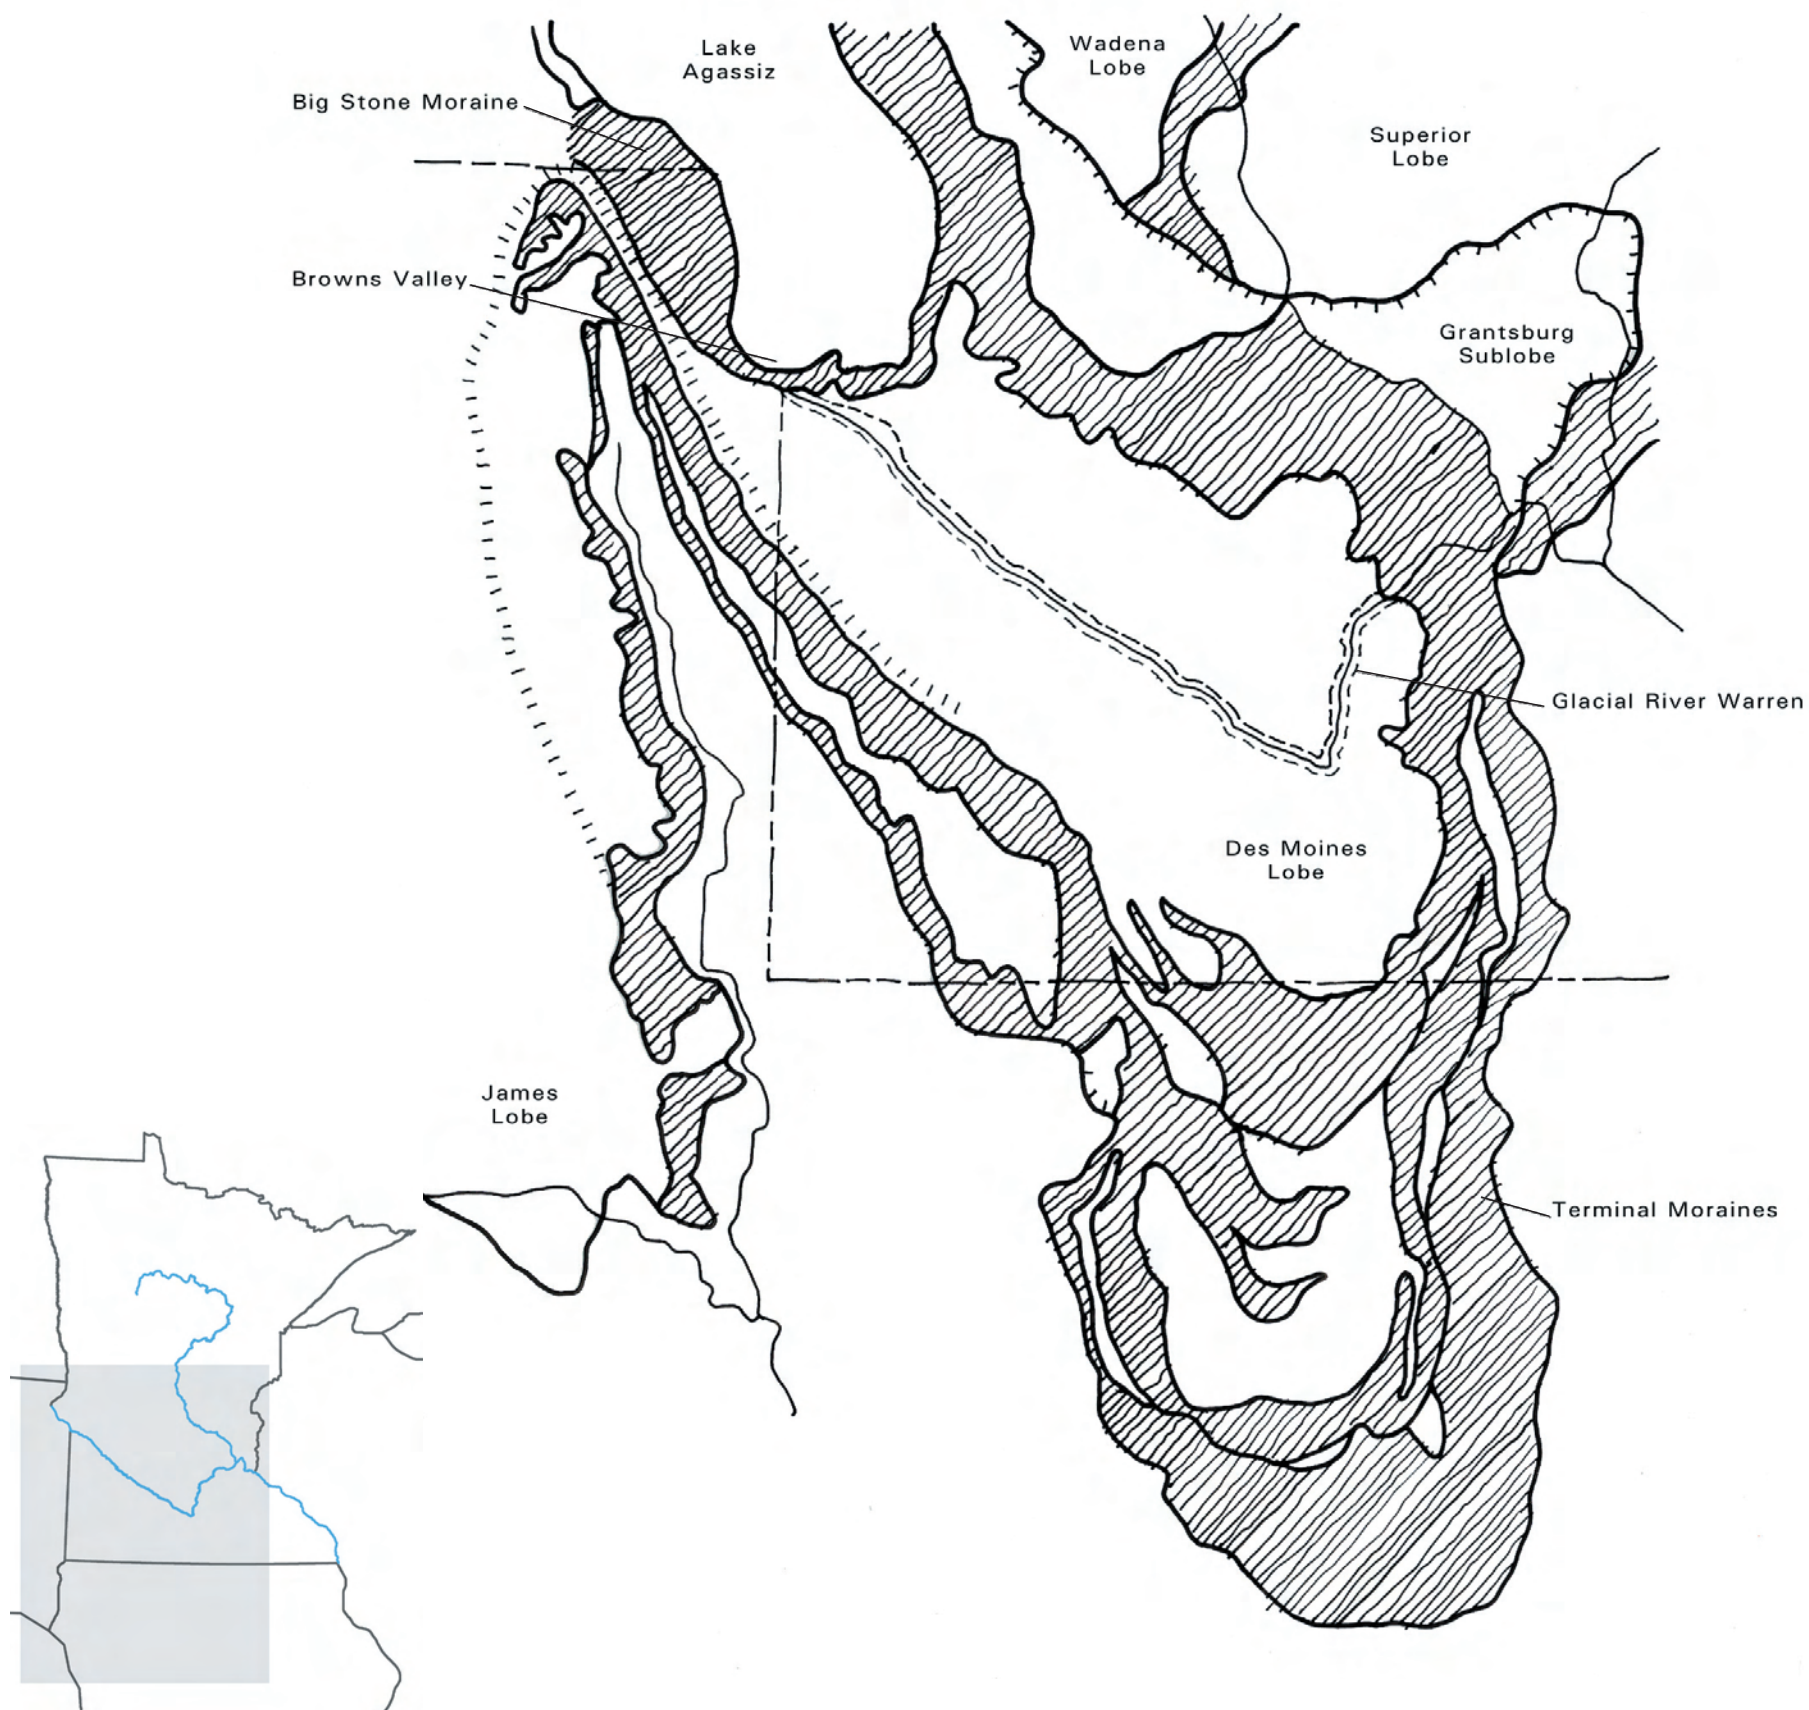 Lake
Agassiz
Wadena
Lobe
Big Stone Moraine
Superior
Lobe
Browns Valley
Grantsburg
Sublobe
Glacial River Warren
Des Moines
Lobe
James
Lobe
Terminal Moraines